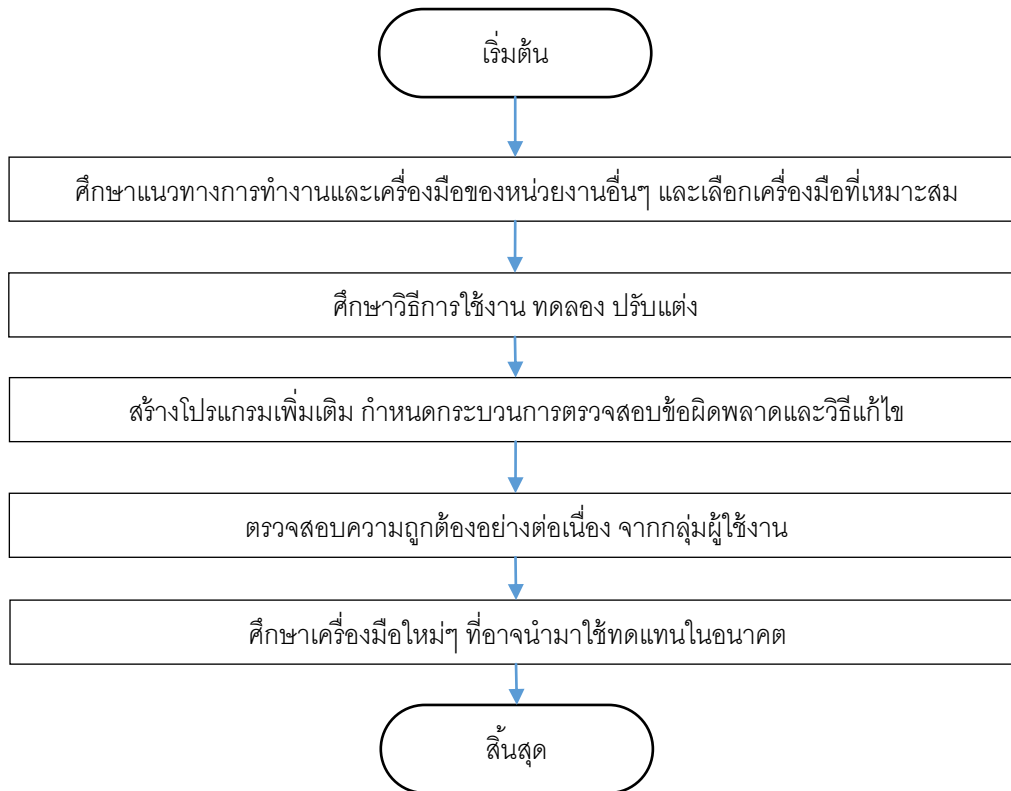 เริ่มต้น
ศึกษาแนวทางการทำงานและเครื่องมือของหน่วยงานอื่นๆ และเลือกเครื่องมือที่เหมาะสม
ศึกษาวิธีการใช้งาน ทดลอง ปรับแต่ง
สร้างโปรแกรมเพิ่มเติม กำหนดกระบวนการตรวจสอบข้อผิดพลาดและวิธีแก้ไข
ตรวจสอบความถูกต้องอย่างต่อเนื่อง จากกลุ่มผู้ใช้งาน
ศึกษาเครื่องมือใหม่ๆ ที่อาจนำมาใช้ทดแทนในอนาคต
สิ้นสุด